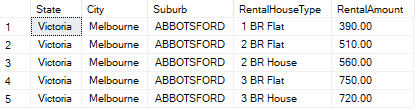 State City Suburb RentalHouseType RentalAmount
1 Victoria Melbourne ABBOTSFORD 1 BR Flat 390.00
2 Victoria Melbourne ABBOTSFORD 2 BR Flat 510.00
3 Victoria Melbourne ABBOTSFORD 2 BR House 560.00
4 Victoria Melbourne ABBOTSFORD 3 BR Flat 750.00
5 Victoria Melbourne ABBOTSFORD 3 BR House 720.00